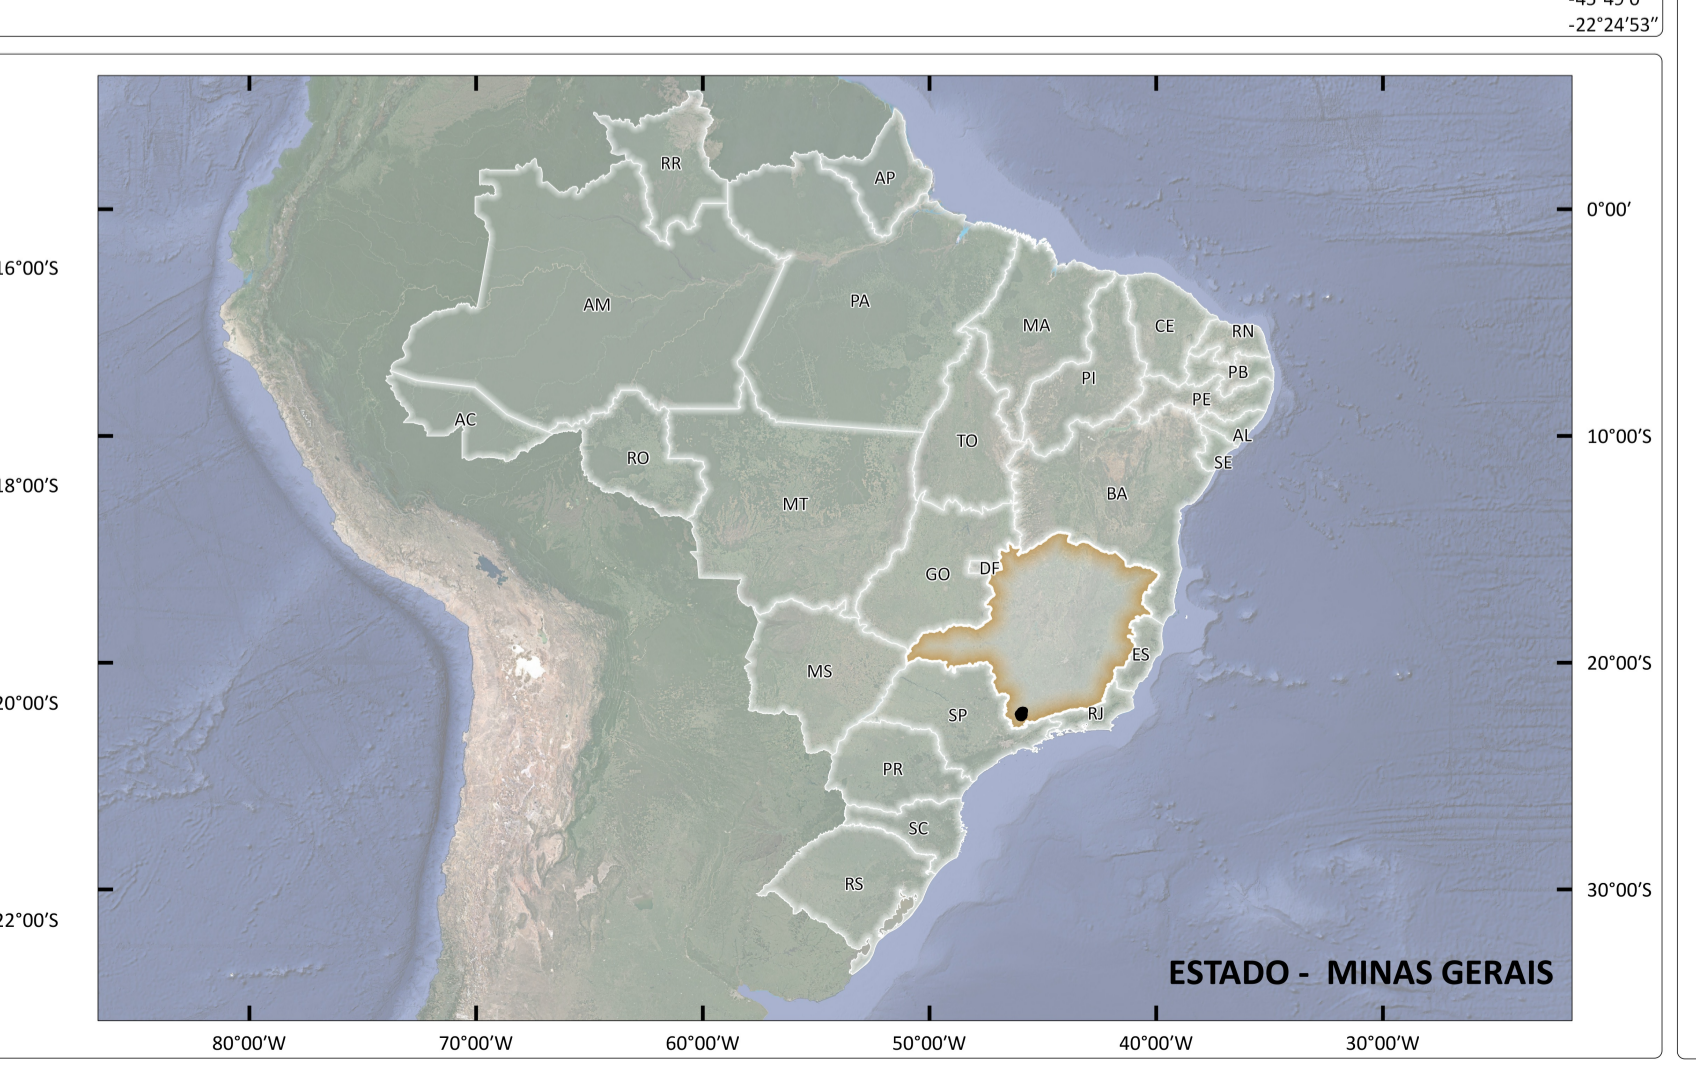 -22°24’53’’
RR
AP
0°00’
16°00’S
AM
PA
MA
CE
RN
PB
PI
PE
AC
TO
AL
10°00’S
RO
SE
18°00’S
MT
BA
GO
DF
ES
20°00’S
MS
20°00’S
SP
RJ
PR
SC
RS
30°00’S
22°00’S
ESTADO - MINAS GERAIS
80°00’W 70°00’W 60°00’W 50°00’W 40°00’W 30°00’W